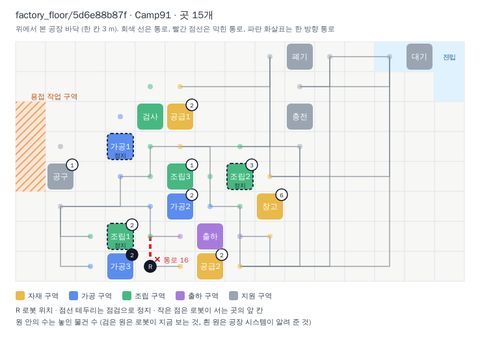 factory_floor/5d6e88b87f · Camp91 · 곳 15개
위에서 본 공장 바닥 (한 칸 3 m). 회색 선은 통로, 빨간 점선은 막힌 통로, 파란 화살표는 한 방향 통로
폐기
대기
진입
용접 작업 구역
검사
공급1
2
충전
가공1
정지
공구
1
조립3
1
조립2
정지
3
가공2
2
창고
6
조립1
정지
2
출하
통로 16
가공3
2
R
공급2
2
자재 구역
가공 구역
조립 구역
출하 구역
지원 구역
R 로봇 위치 · 점선 테두리는 점검으로 정지 · 작은 점은 로봇이 서는 곳의 앞 칸
원 안의 수는 놓인 물건 수 (검은 원은 로봇이 지금 보는 것, 흰 원은 공장 시스템이 알려 준 것)